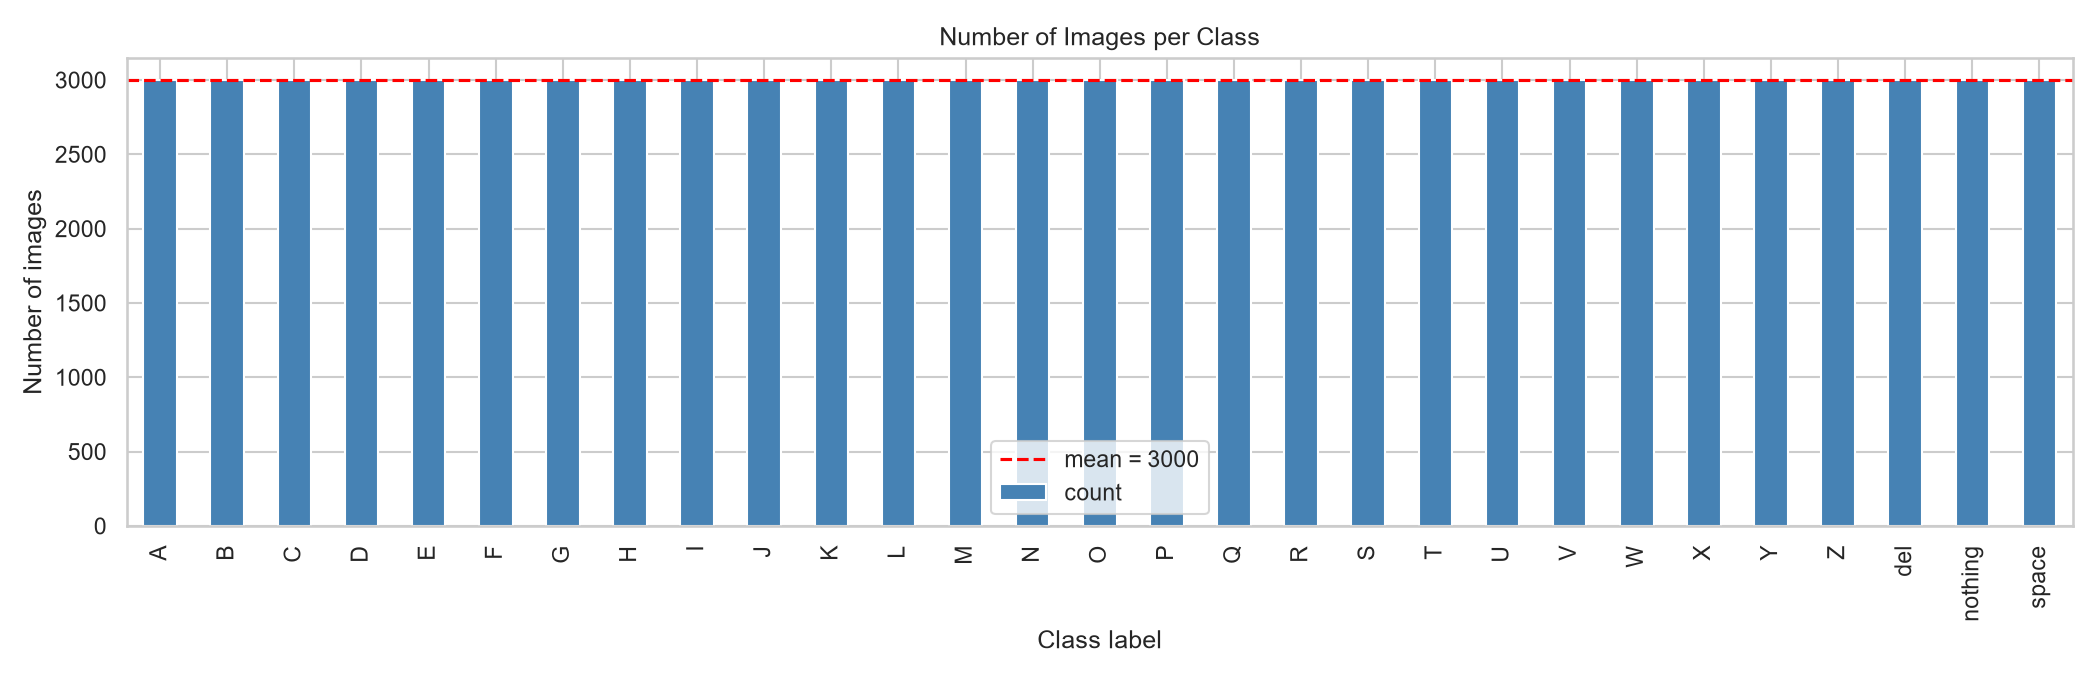 Number of Images per Class
Number of images
3000
2500
2000
1500
1000
500
0
mean = 3000
count
A B C D E F G H I J K L M N O P Q R S T U V W X Y Z del nothing space
Class label